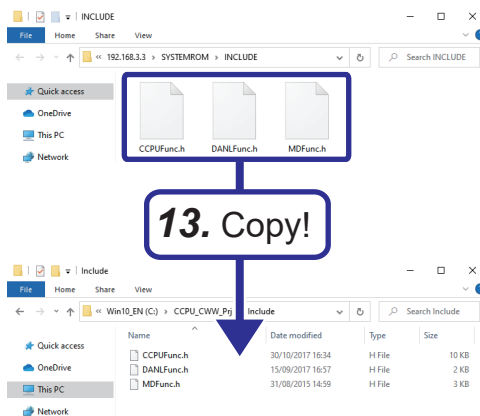 INCLUDE
File Home Share View
« 192.168.3.3 › SYSTEMROM › INCLUDE
Search INCLUDE
Quick access
OneDrive
This PC
Network
CCPUFunc.h DANLFunc.h MDFunc.h
13. Copy!
Include
File Home Share View
« Win10_EN (C:) › CCPU_CWW_Prj Include
Search Include
Name Date modified Type Size
Quick access
OneDrive
This PC
Network
CCPUFunc.h 30/10/2017 16:34 H File 10 KB
DANLFunc.h 15/09/2017 16:57 H File 2 KB
MDFunc.h 31/08/2015 14:59 H File 3 KB